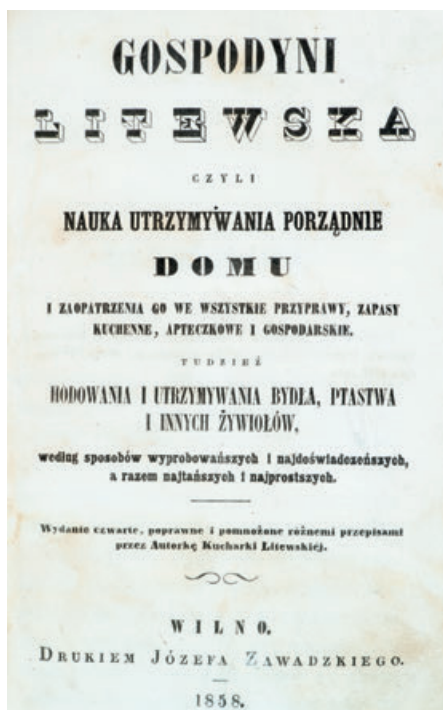 GOSPODYNI
LITEWSKA
CZYLI
NAUKA UTRZYMYWANIA PORZĄDNIE
DOMU
I ZAOPATRZENIA GO WE WSZYSTKIE PRZYPRAWY, ZAPASY
KUCHENNE, APTECZKOWE I GOSPODARSKIE.
TUDZIEŻ
HODOWANIA I UTRZYMYWANIA BYDŁA, PTASTWA
I INNYCH ŻYWIOŁÓW,
według sposobów wyprobowańszych i najdoświadczeńszych,
a razem najtańszych i najprostszych.
Wydanie czwarte, poprawne i pomnożone różnemi przepisami
przez Autorkę Kucharki Litewskiéj.
WILNO.
DRUKIEM JÓZEFA ZAWADZKIEGO.
1858.